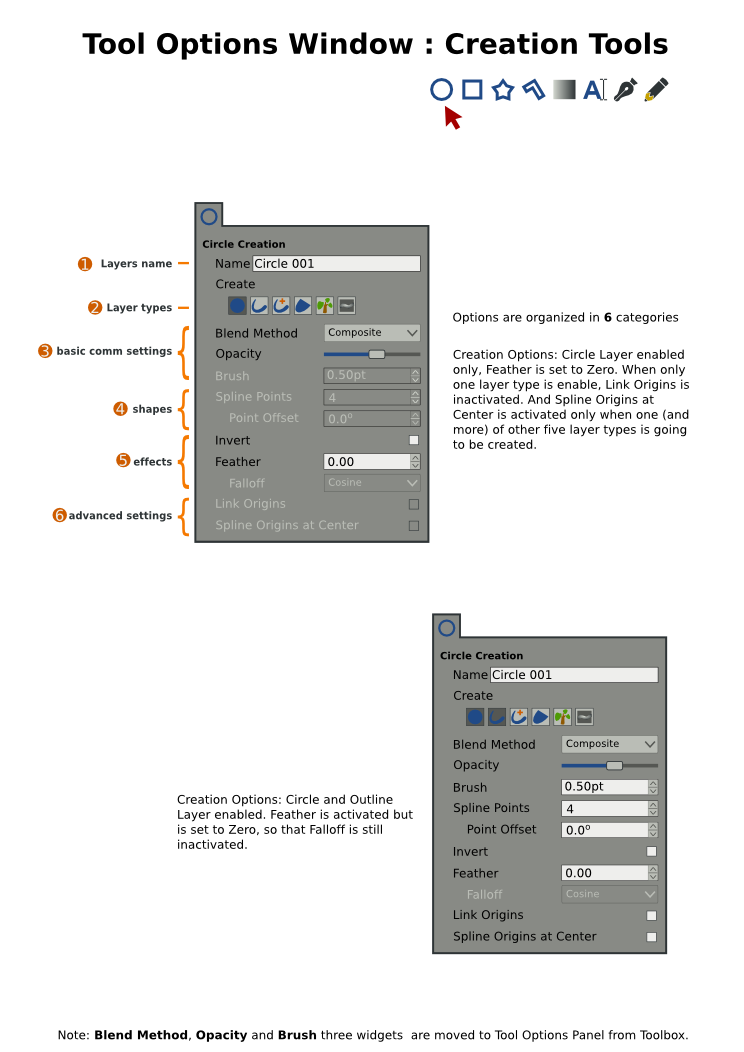 Tool Options Window : Creation Tools
A
Circle Creation
1 Layers name
Name Circle 001
Create
2 Layer types
3 basic comm settings
Blend Method Composite
Opacity
Brush 0.50pt
4 shapes
Spline Points 4
Point Offset 0.0º
5 effects
Invert
Feather 0.00
Falloff Cosine
6 advanced settings
Link Origins
Spline Origins at Center
Options are organized in 6 categories
Creation Options: Circle Layer enabled
only, Feather is set to Zero. When only
one layer type is enable, Link Origins is
inactivated. And Spline Origins at
Center is activated only when one (and
more) of other five layer types is going
to be created.
Circle Creation
Name Circle 001
Create
Blend Method Composite
Opacity
Brush 0.50pt
Spline Points 4
Point Offset 0.0º
Invert
Feather 0.00
Falloff Cosine
Link Origins
Spline Origins at Center
Creation Options: Circle and Outline
Layer enabled. Feather is activated but
is set to Zero, so that Falloff is still
inactivated.
Note: Blend Method, Opacity and Brush three widgets are moved to Tool Options Panel from Toolbox.